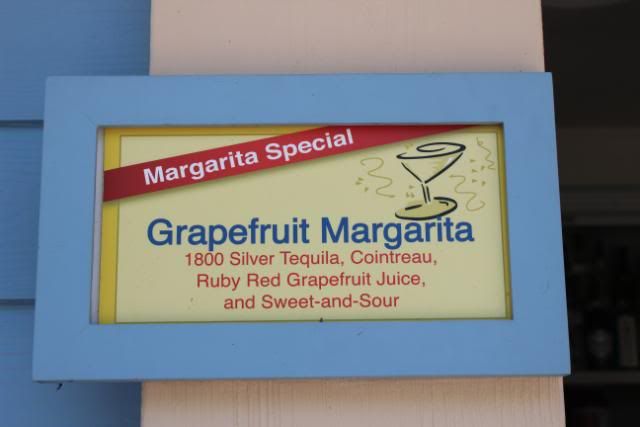 Margarita Special
Grapefruit Margarita
1800 Silver Tequila, Cointreau,
Ruby Red Grapefruit Juice,
and Sweet-and-Sour